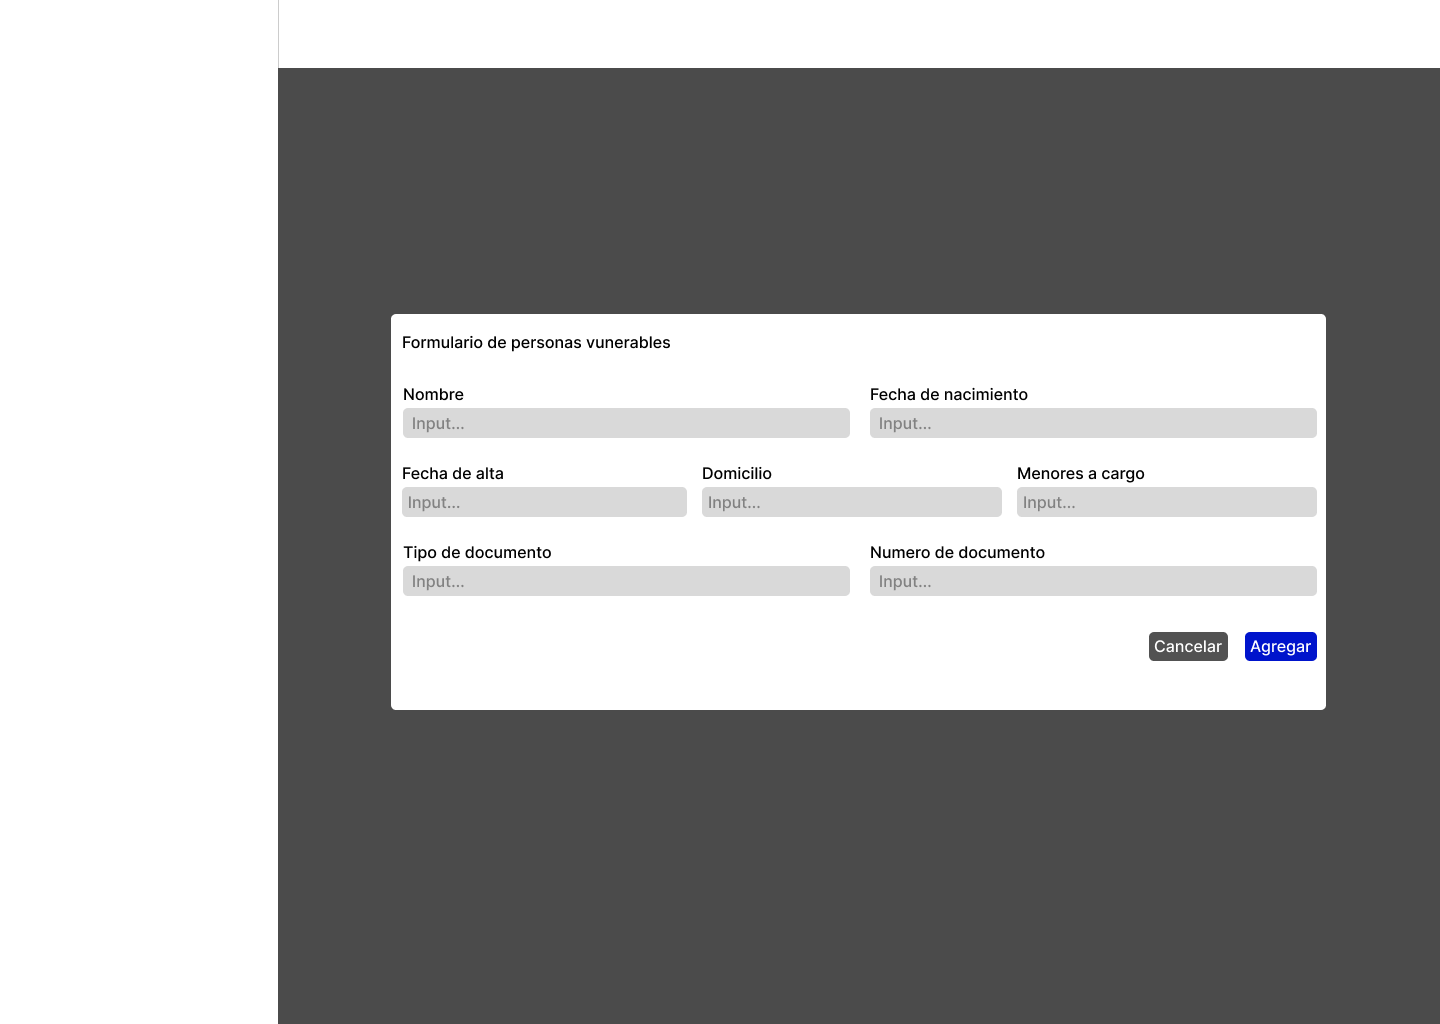 Formulario de personas vunerables
Nombre
Fecha de nacimiento
Input...
Input...
Fecha de alta
Domicilio
Menores a cargo
Input...
Input...
Input...
Tipo de documento
Numero de documento
Input...
Input...
Cancelar
Agregar